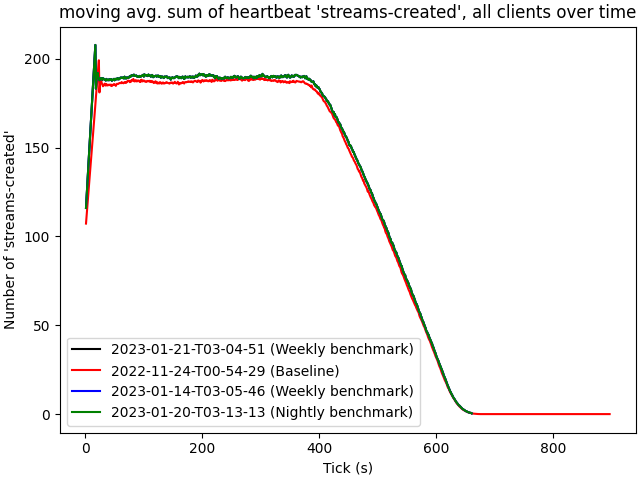 moving avg. sum of heartbeat 'streams-created', all clients over time
Number of 'streams-created'
200
150
100
50
0
2023-01-21-T03-04-51 (Weekly benchmark)
2022-11-24-T00-54-29 (Baseline)
2023-01-14-T03-05-46 (Weekly benchmark)
2023-01-20-T03-13-13 (Nightly benchmark)
0 200 400 600 800
Tick (s)